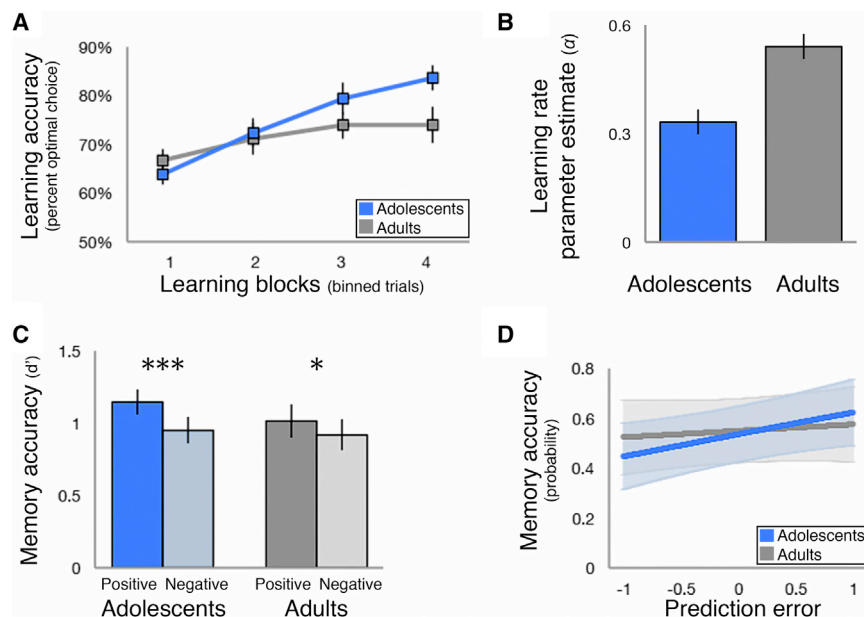 A
Learning accuracy
(percent optimal choice)
90%
80%
70%
60%
50%
Adolescents
Adults
1 2 3 4
Learning blocks (binned trials)
B
Learning rate
parameter estimate (α)
0.6
0.3
0
Adolescents Adults
C
Memory accuracy (d')
1.5
1
0.5
0
*** *
Positive Negative Positive Negative
Adolescents Adults
D
Memory accuracy
(probability)
0.8
0.6
0.4
0.2
0
Adolescents
Adults
-1 -0.5 0 0.5 1
Prediction error